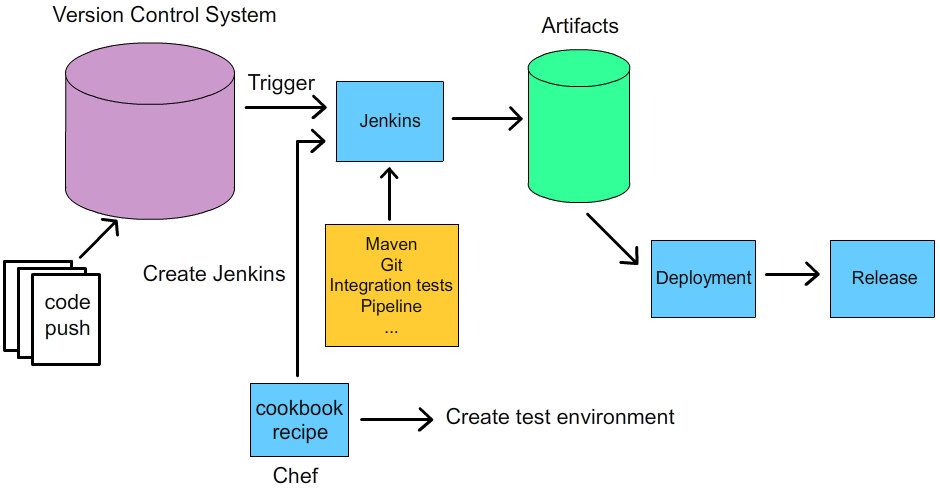 Version Control System
Artifacts
Trigger
Jenkins
Maven
Git
Integration tests
Pipeline
...
Create Jenkins
code
push
Deployment
Release
cookbook
recipe
Create test environment
Chef